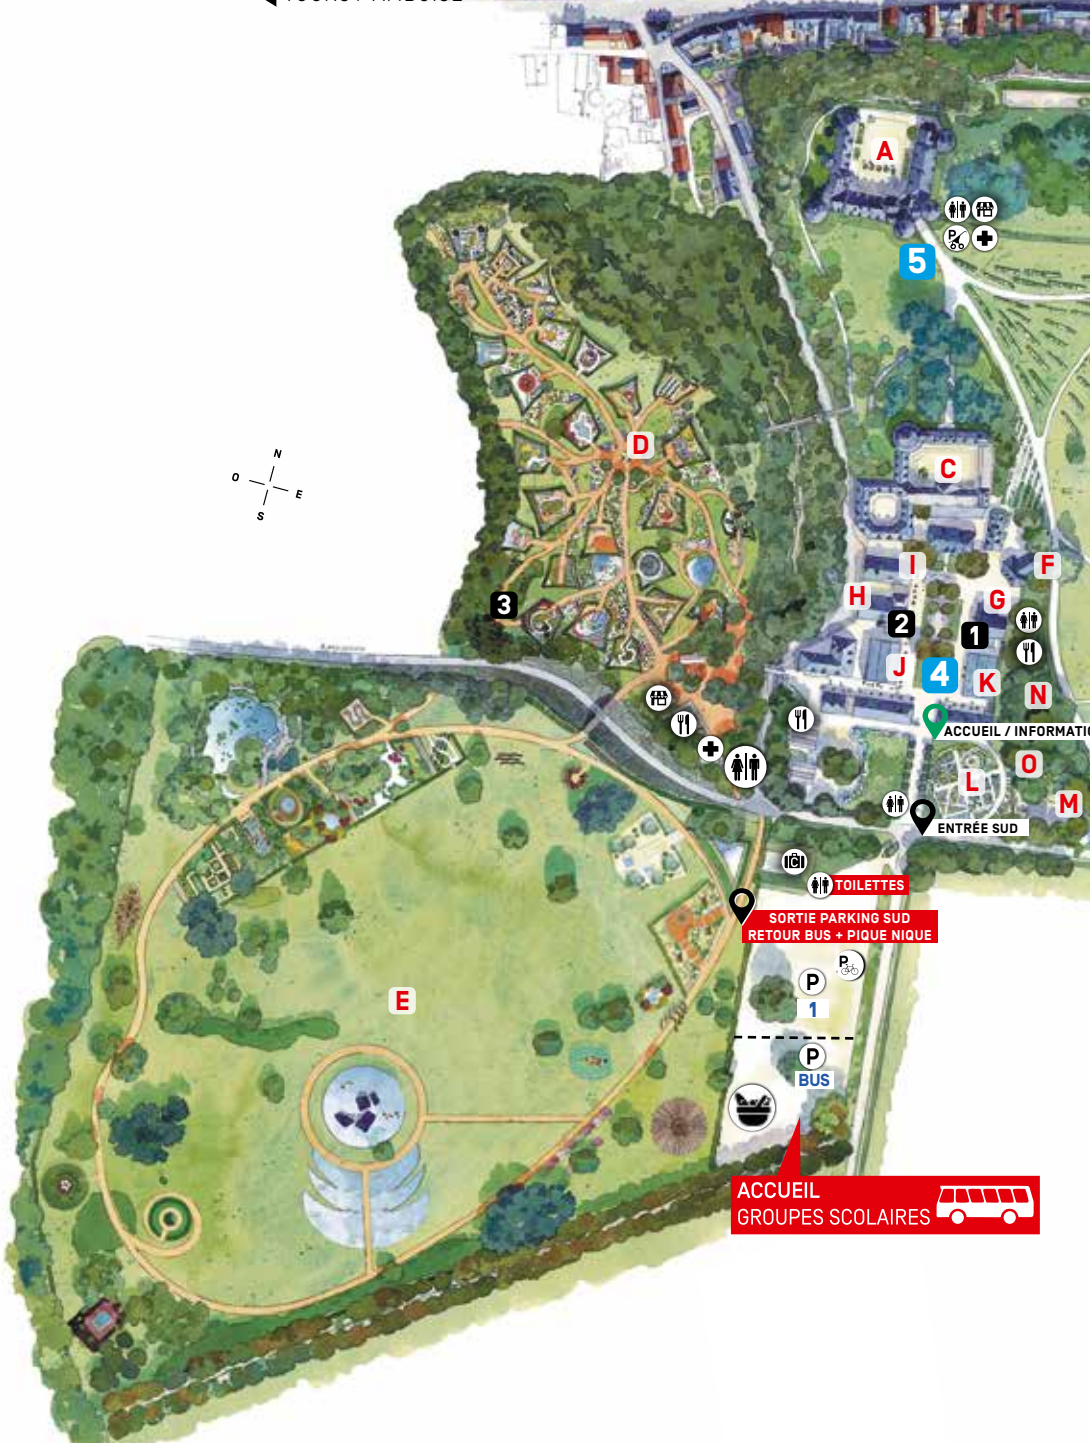 A
5
N
O
E
S
D
C
I
F
H
G
3
2
1
J
4
K
N
ACCUEIL / INFORMATIO
O
L
M
ENTRÉE SUD
TOILETTES
SORTIE PARKING SUD
RETOUR BUS + PIQUE NIQUE
P
E
P
1
P
BUS
ACCUEIL
GROUPES SCOLAIRES